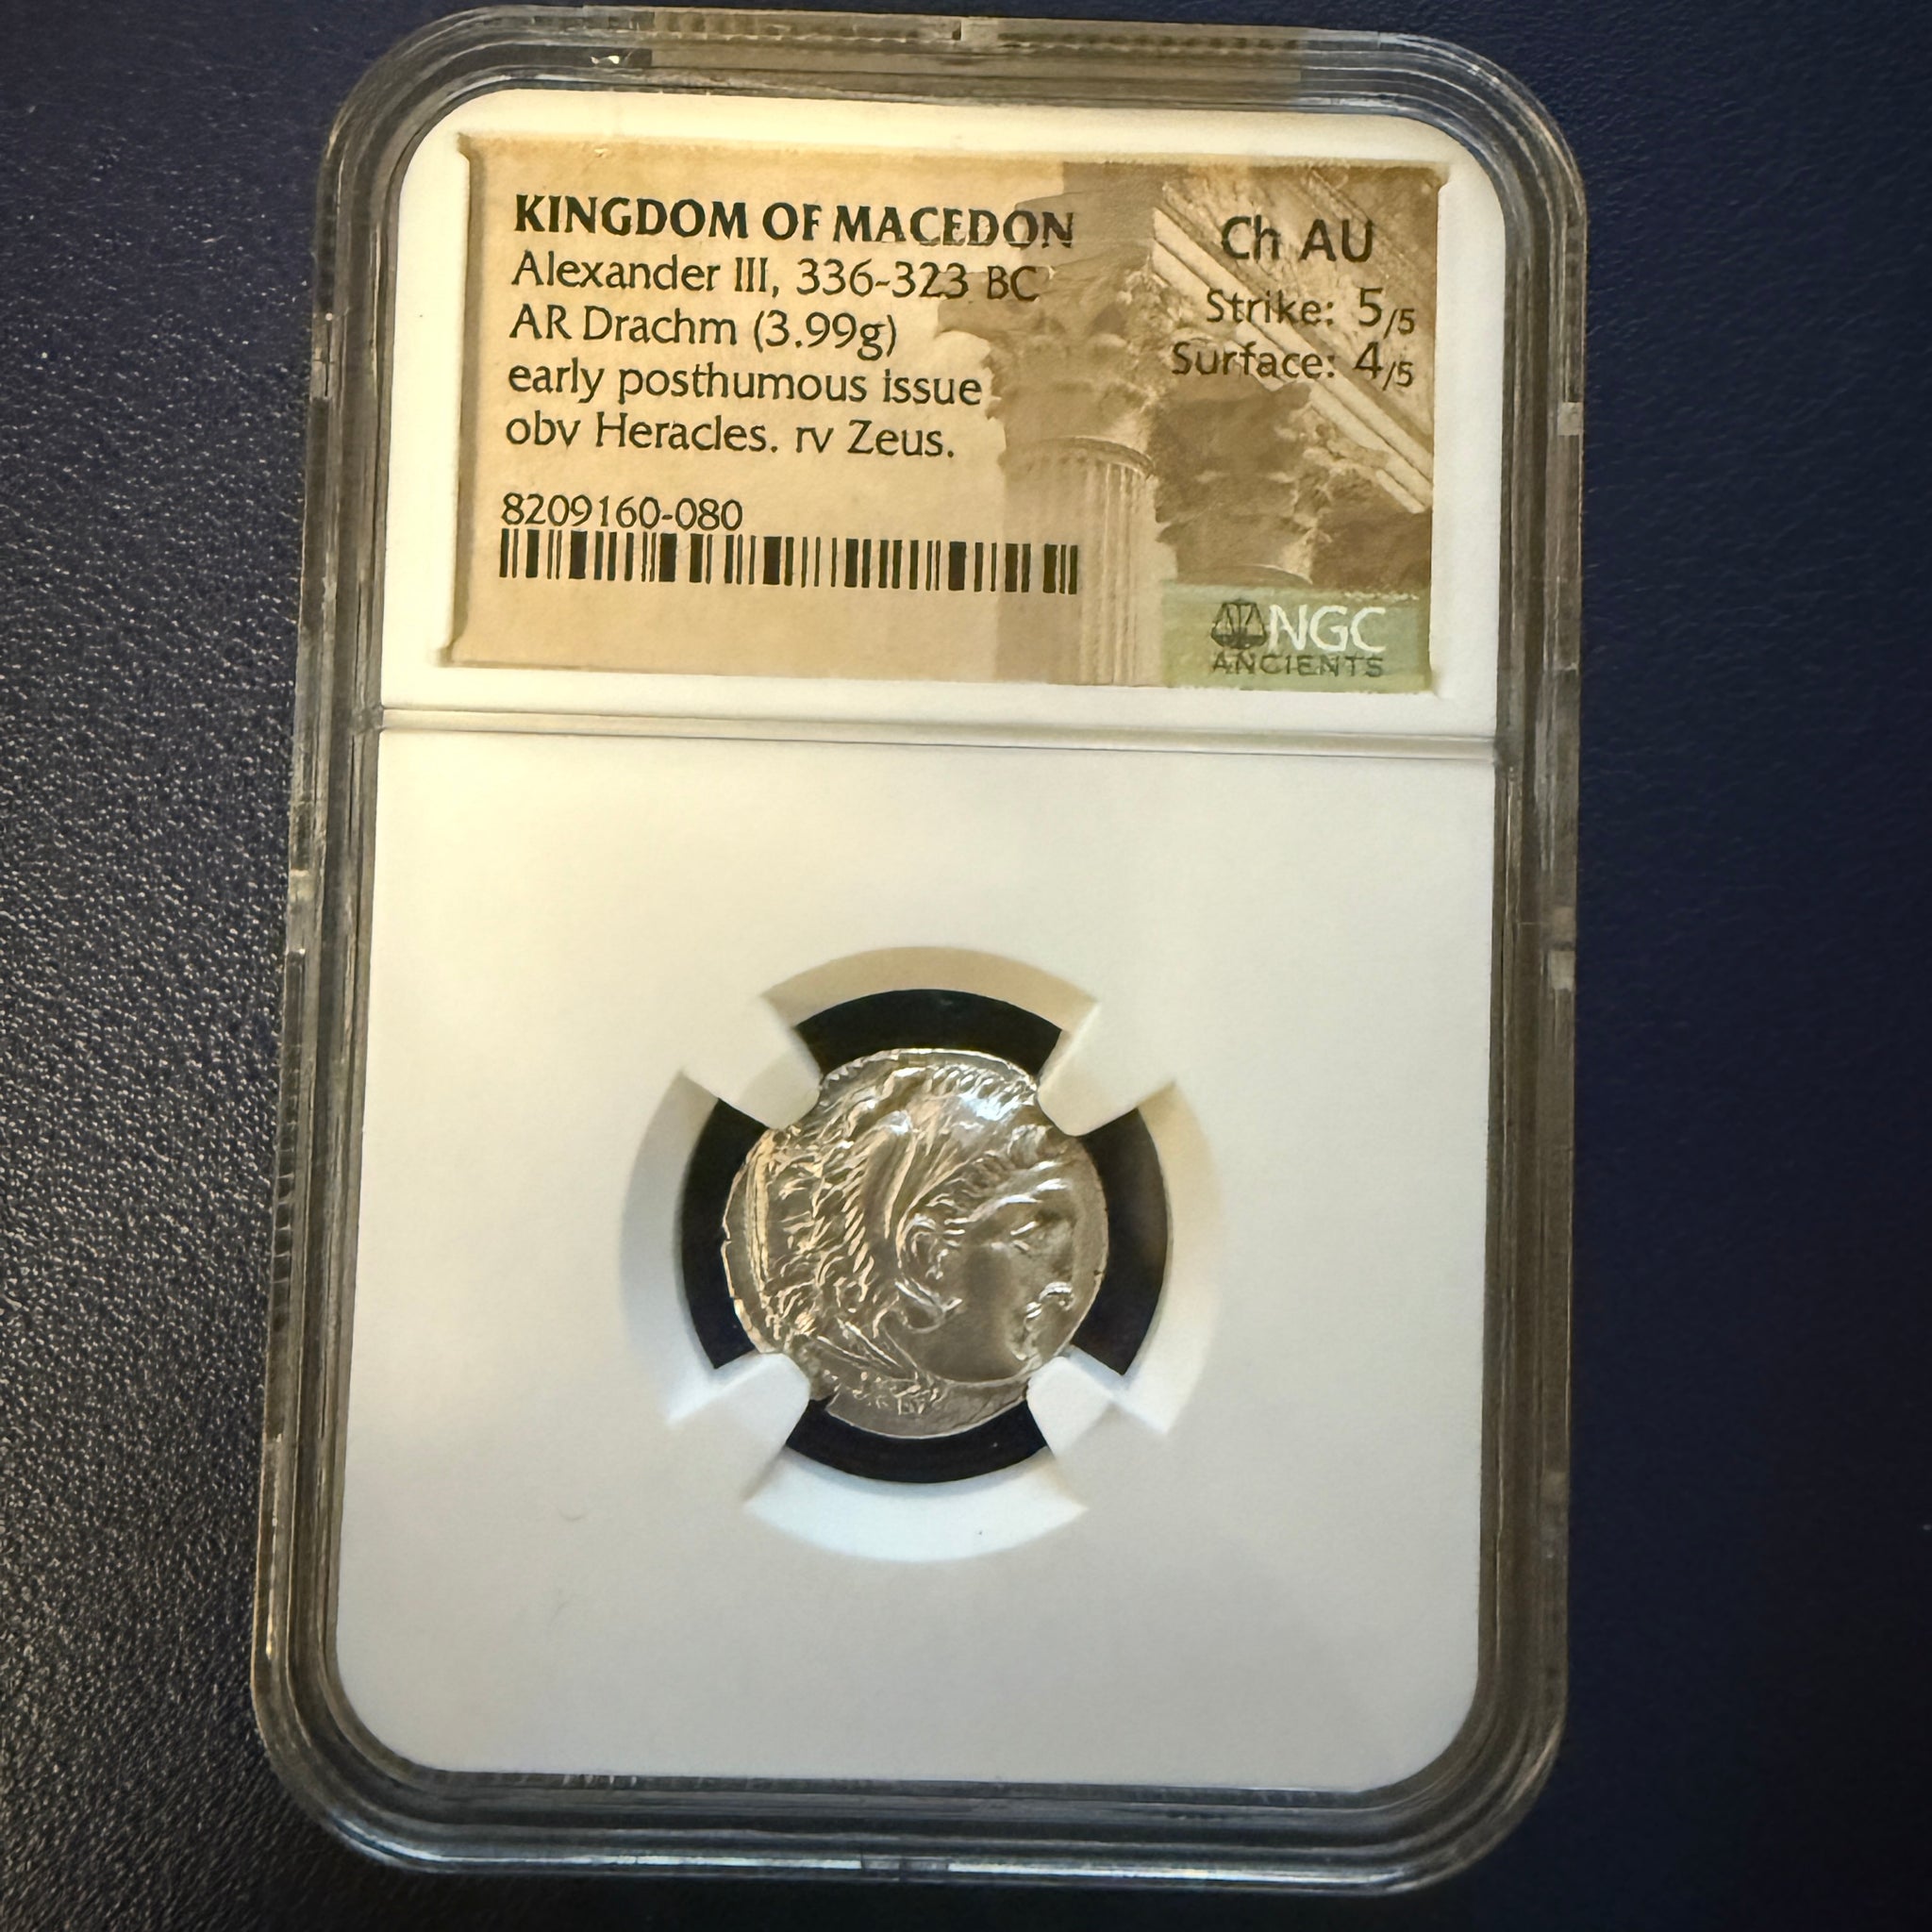 KINGDOM OF MACEDON
Alexander III, 336-323 BC
AR Drachm (3.99g)
early posthumous issue
obv Heracles. rv Zeus.
8209160-080
Ch AU
Strike: 5/5
Surface: 4/5
NGC
ANCIENTS